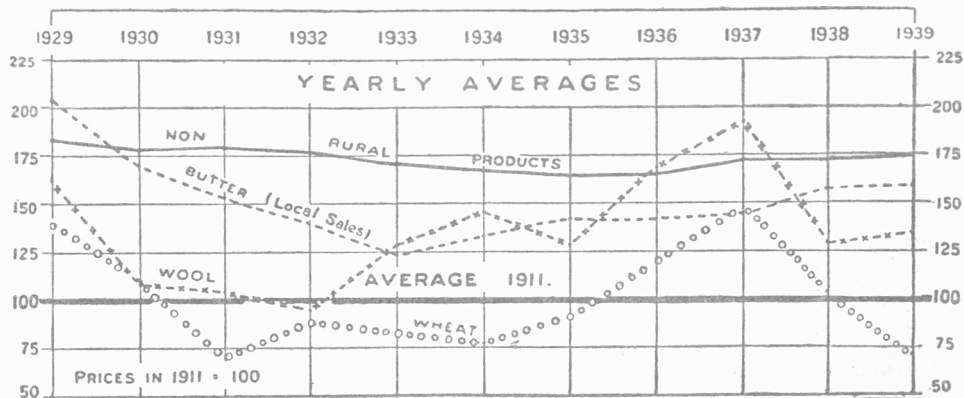 1929 1930 1931 1932 1933 1934 1935 1936 1937 1938 1939
225 225
YEARLY AVERAGES
200 200
NON RURAL PRODUCTS
175 175
BUTTER (Local Sales)
150 150
125 125
WOOL
AVERAGE 1911.
100 100
WHEAT
75 75
PRICES IN 1911 = 100
50 50